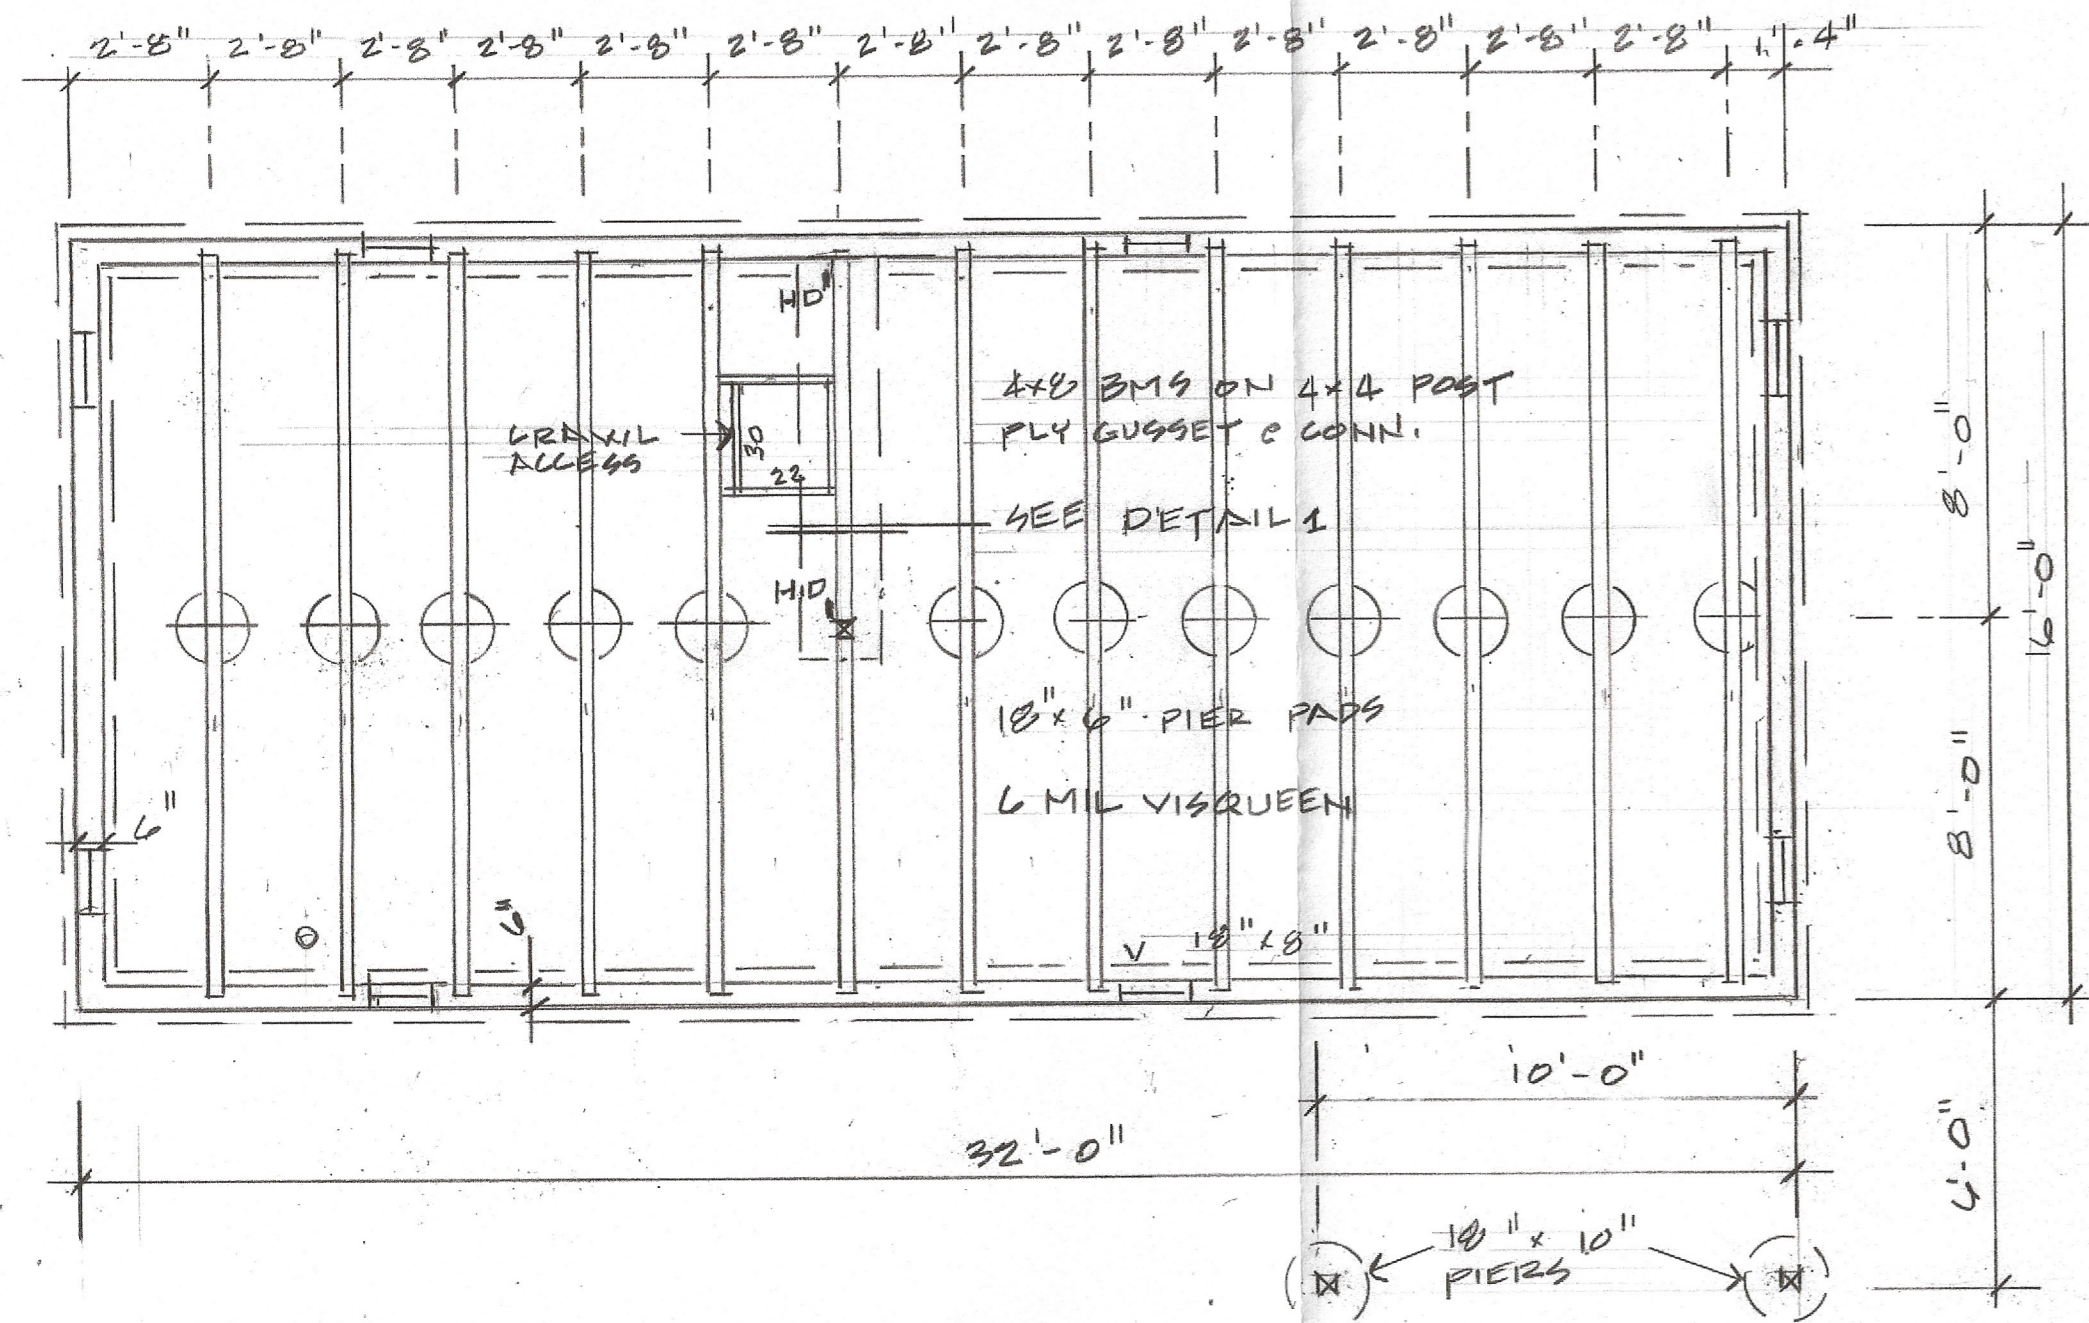 2'-8" 2'-8" 2'-8" 2'-8" 2'-8" 2'-8" 2'-8" 2'-8" 2'-8" 2'-8" 2'-8" 2'-8" 2'-8" 1'-4"
HD
4x8 BMS ON 4x4 POST
PLY GUSSET @ CONN.
CRAWL
ACCESS
30
22
SEE DETAIL 1
HD
8'-0"
16'-0"
18"x6" PIER PADS
6 MIL VISQUEEN
8'-0"
6"
6"
V 18"x8"
10'-0"
32'-0"
6'-0"
18"x 10"
PIERS